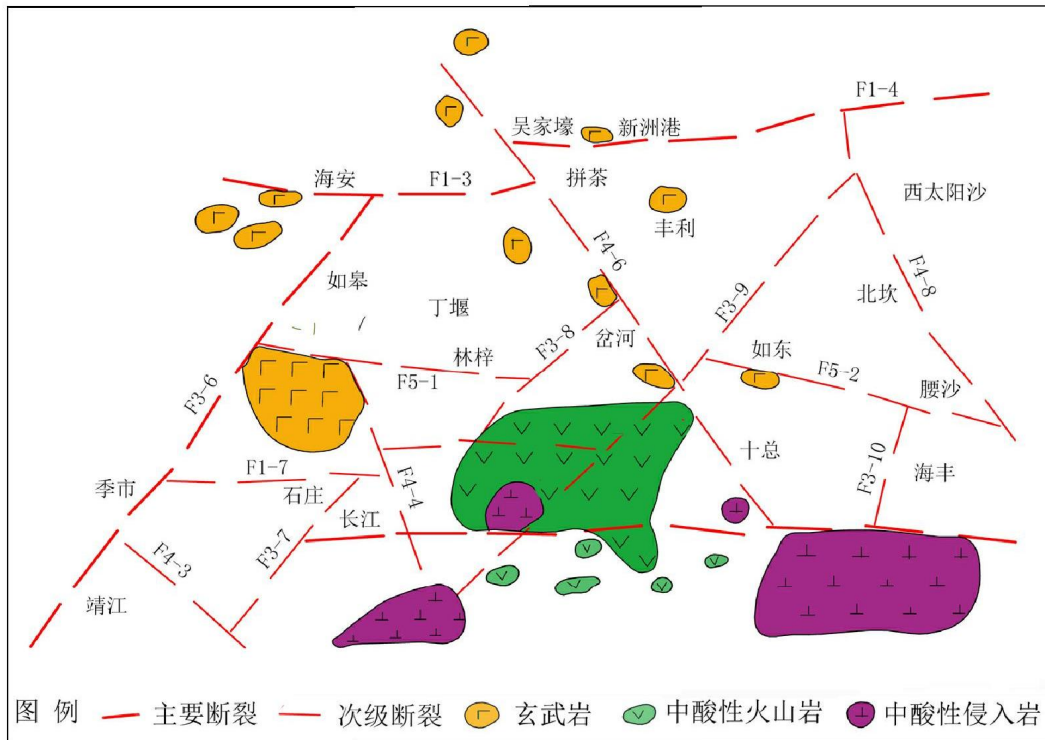 F1-4
吴家壕
新洲港
海安
F1-3
拼茶
西太阳沙
丰利
F4-6
F4-8
如皋
北坎
F3-9
丁堰
F3-8
岔河
如东
林梓
F5-1
F5-2
腰沙
F3-6
十总
F3-10
海丰
F1-7
季市
石庄
F4-4
长江
F3-7
F4-3
靖江
图例 主要断裂 次级断裂 玄武岩 中酸性火山岩 中酸性侵入岩